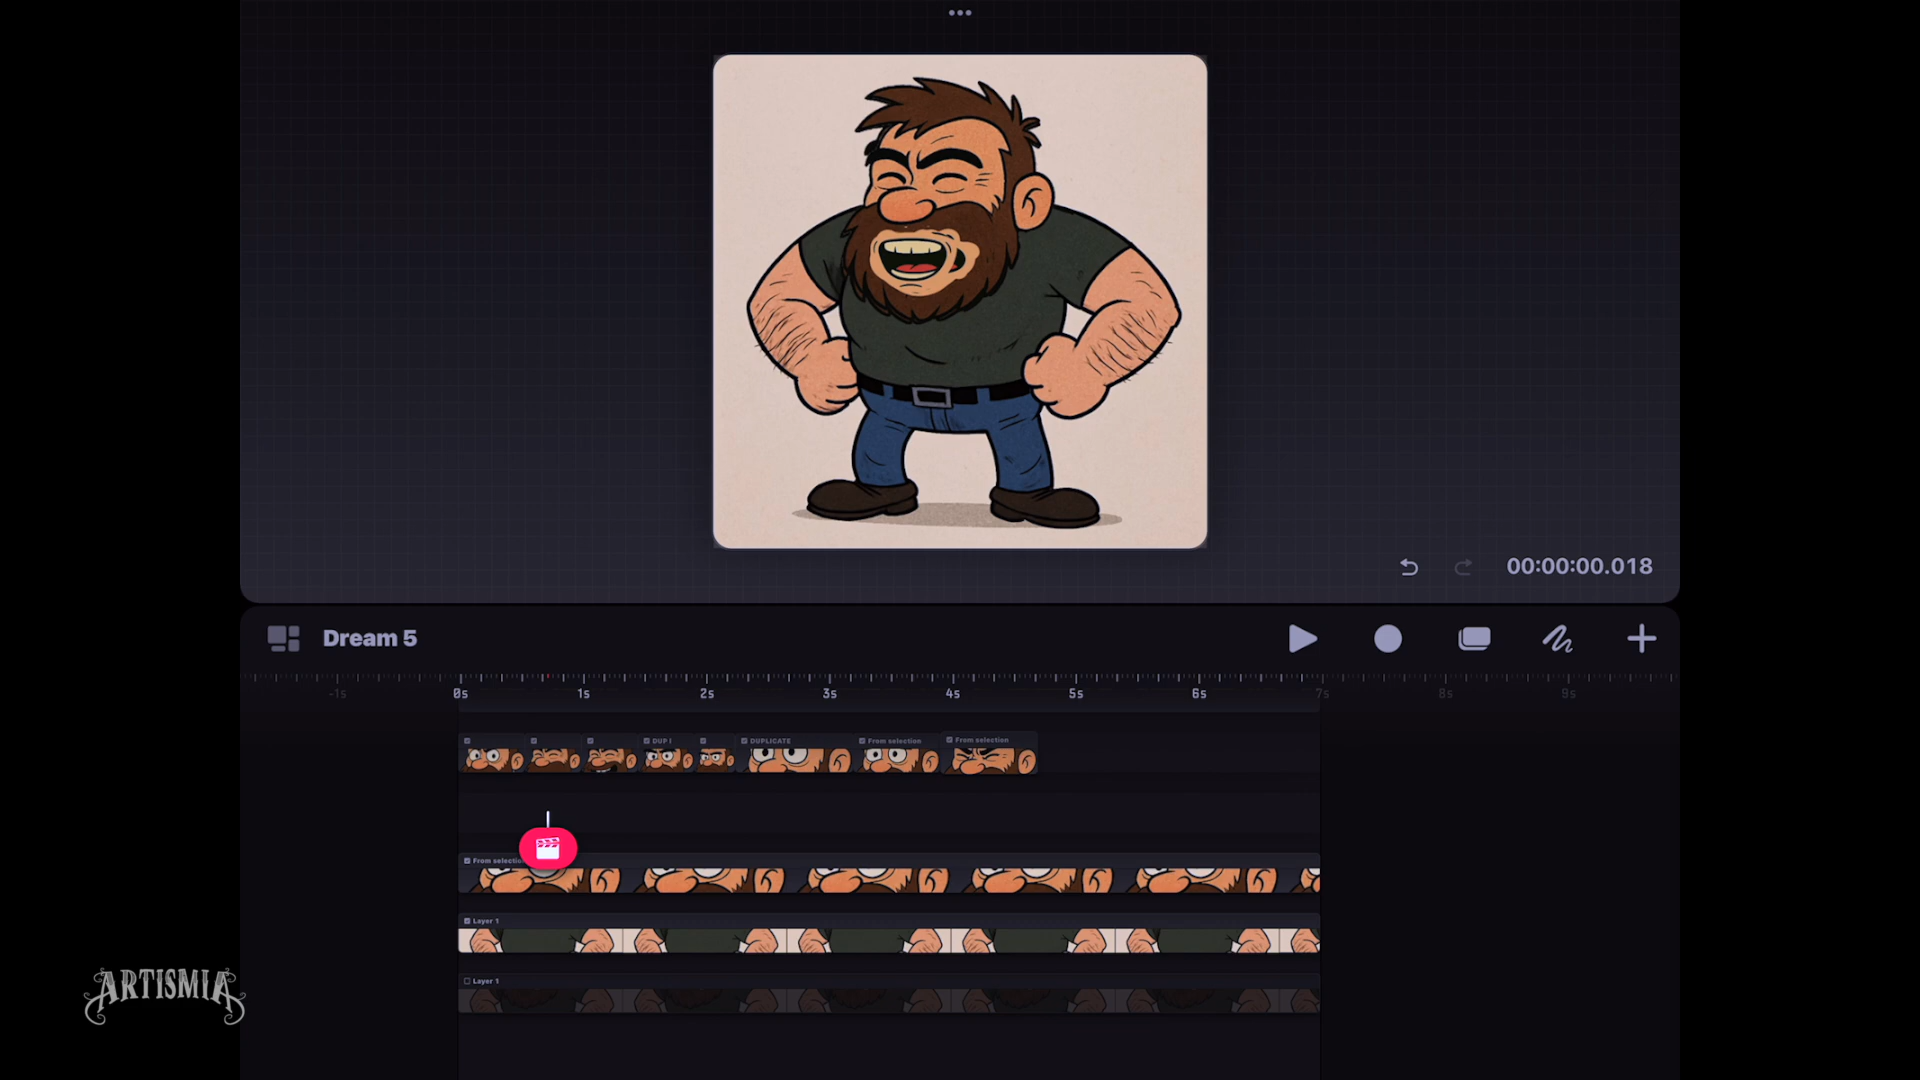 00:00:00.018
Dream 5
-1s 0s 1s 2s 3s 4s 5s 6s 7s 8s 9s
DUPLICATE From selection From selection
From selection
Layer 1
Layer 1
ARTISMIA